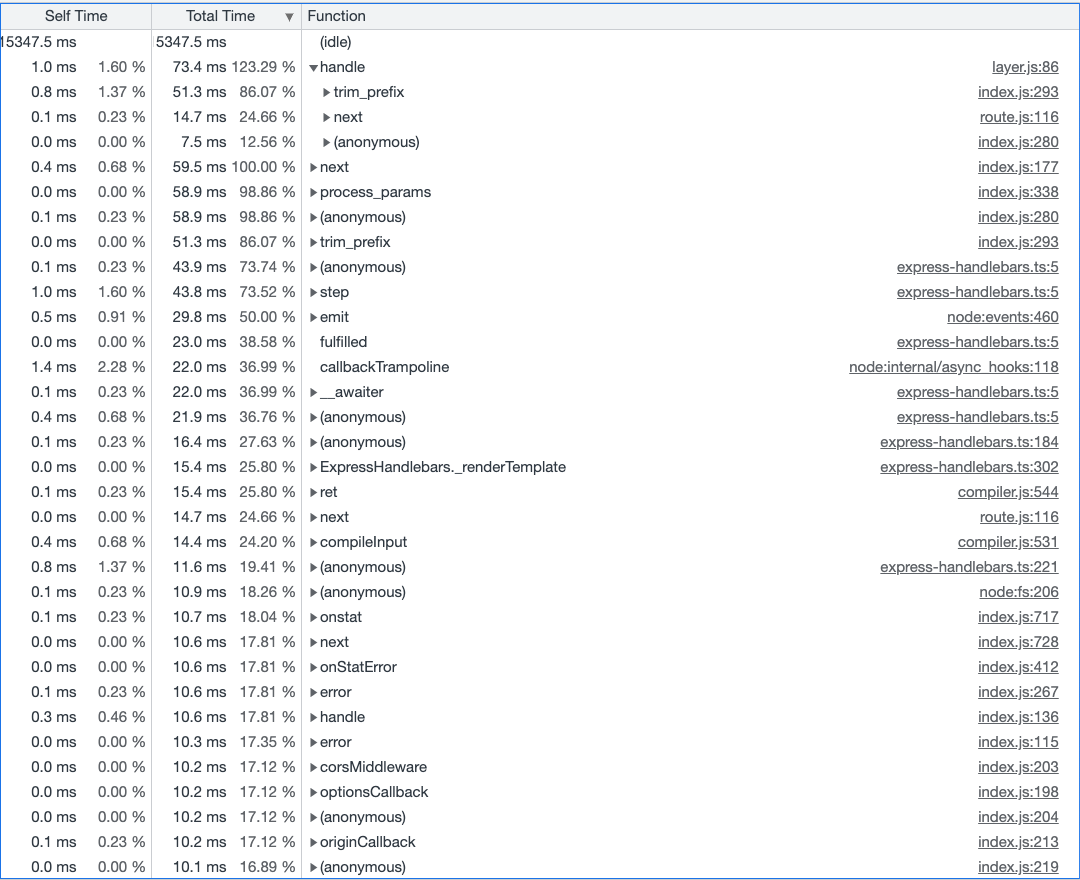 Self Time Total Time ▼ Function
15347.5 ms 5347.5 ms (idle)
1.0 ms 1.60 % 73.4 ms 123.29 % ▼handle layer.js:86
0.8 ms 1.37 % 51.3 ms 86.07 % ▶trim_prefix index.js:293
0.1 ms 0.23 % 14.7 ms 24.66 % ▶next route.js:116
0.0 ms 0.00 % 7.5 ms 12.56 % ▶(anonymous) index.js:280
0.4 ms 0.68 % 59.5 ms 100.00 % ▶next index.js:177
0.0 ms 0.00 % 58.9 ms 98.86 % ▶process_params index.js:338
0.1 ms 0.23 % 58.9 ms 98.86 % ▶(anonymous) index.js:280
0.0 ms 0.00 % 51.3 ms 86.07 % ▶trim_prefix index.js:293
0.1 ms 0.23 % 43.9 ms 73.74 % ▶(anonymous) express-handlebars.ts:5
1.0 ms 1.60 % 43.8 ms 73.52 % ▶step express-handlebars.ts:5
0.5 ms 0.91 % 29.8 ms 50.00 % ▶emit node:events:460
0.0 ms 0.00 % 23.0 ms 38.58 % fulfilled express-handlebars.ts:5
1.4 ms 2.28 % 22.0 ms 36.99 % callbackTrampoline node:internal/async_hooks:118
0.1 ms 0.23 % 22.0 ms 36.99 % ▶__awaiter express-handlebars.ts:5
0.4 ms 0.68 % 21.9 ms 36.76 % ▶(anonymous) express-handlebars.ts:5
0.1 ms 0.23 % 16.4 ms 27.63 % ▶(anonymous) express-handlebars.ts:184
0.0 ms 0.00 % 15.4 ms 25.80 % ▶ExpressHandlebars._renderTemplate express-handlebars.ts:302
0.1 ms 0.23 % 15.4 ms 25.80 % ▶ret compiler.js:544
0.0 ms 0.00 % 14.7 ms 24.66 % ▶next route.js:116
0.4 ms 0.68 % 14.4 ms 24.20 % ▶compileInput compiler.js:531
0.8 ms 1.37 % 11.6 ms 19.41 % ▶(anonymous) express-handlebars.ts:221
0.1 ms 0.23 % 10.9 ms 18.26 % ▶(anonymous) node:fs:206
0.1 ms 0.23 % 10.7 ms 18.04 % ▶onstat index.js:717
0.0 ms 0.00 % 10.6 ms 17.81 % ▶next index.js:728
0.0 ms 0.00 % 10.6 ms 17.81 % ▶onStatError index.js:412
0.1 ms 0.23 % 10.6 ms 17.81 % ▶error index.js:267
0.3 ms 0.46 % 10.6 ms 17.81 % ▶handle index.js:136
0.0 ms 0.00 % 10.3 ms 17.35 % ▶error index.js:115
0.0 ms 0.00 % 10.2 ms 17.12 % ▶corsMiddleware index.js:203
0.0 ms 0.00 % 10.2 ms 17.12 % ▶optionsCallback index.js:198
0.0 ms 0.00 % 10.2 ms 17.12 % ▶(anonymous) index.js:204
0.1 ms 0.23 % 10.2 ms 17.12 % ▶originCallback index.js:213
0.0 ms 0.00 % 10.1 ms 16.89 % ▶(anonymous) index.js:219